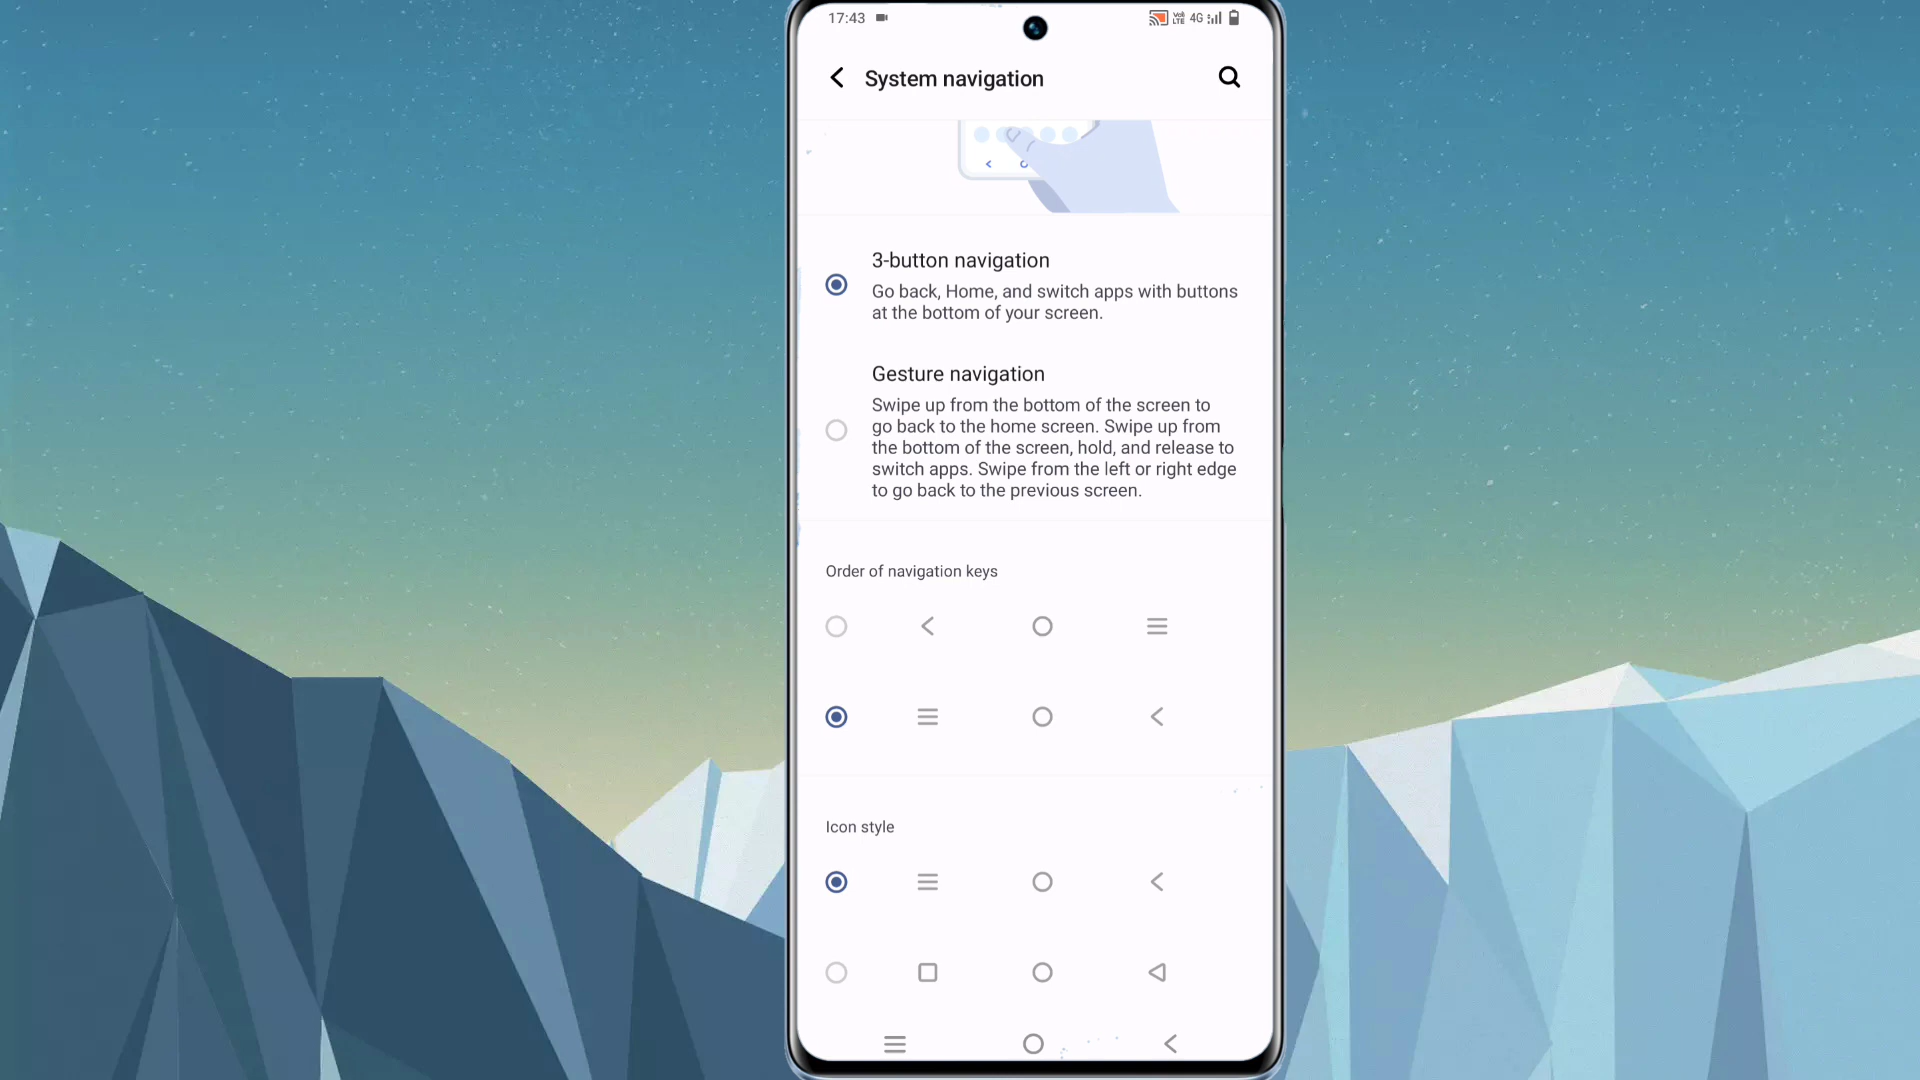 17:43
Vo) LTE 4G
System navigation
3-button navigation
Go back, Home, and switch apps with buttons
at the bottom of your screen.
Gesture navigation
Swipe up from the bottom of the screen to
go back to the home screen. Swipe up from
the bottom of the screen, hold, and release to
switch apps. Swipe from the left or right edge
to go back to the previous screen.
Order of navigation keys
Icon style